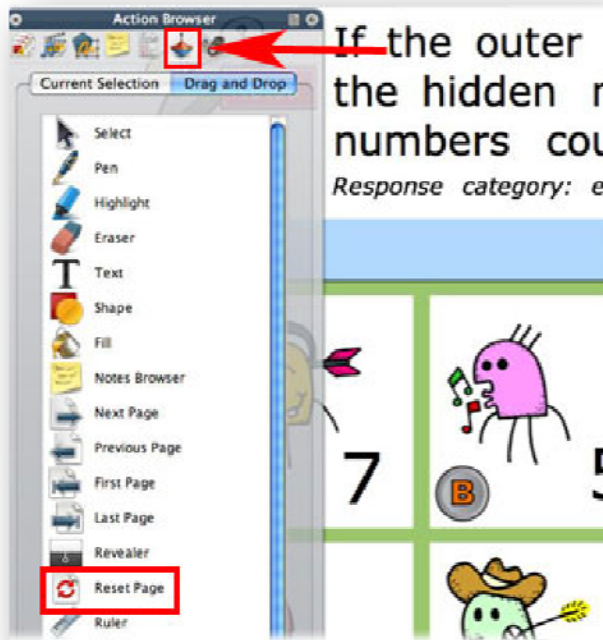 Action Browser
Current Selection Drag and Drop
Select
Pen
Highlight
Eraser
T Text
Shape
Fill
Notes Browser
Next Page
Previous Page
First Page
Last Page
Revealer
Reset Page
Ruler
If the outer
the hidden
numbers cou
Response category: e
7
B
5